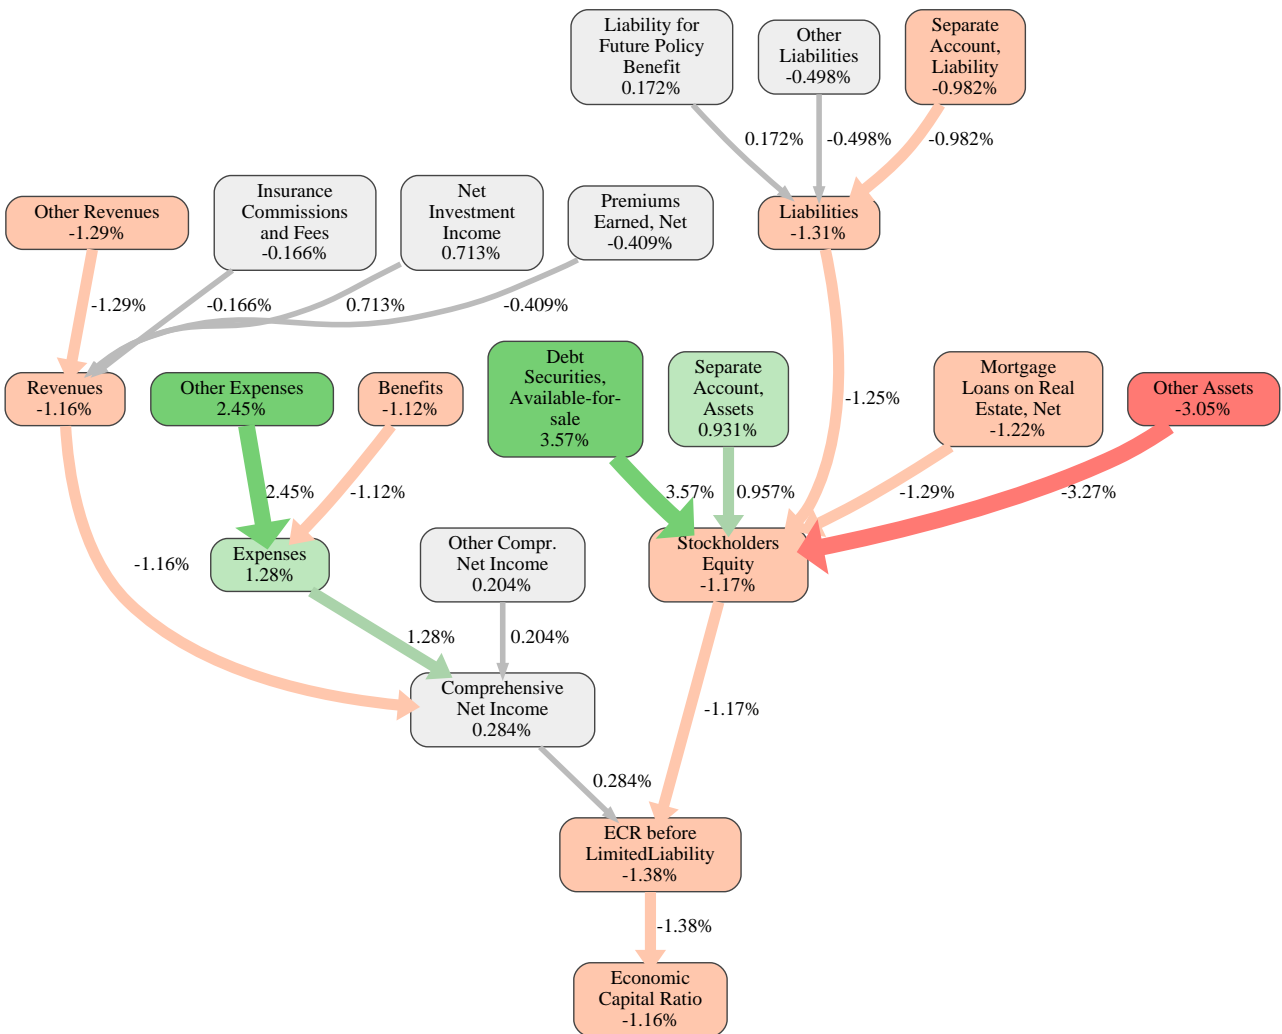 Liability for
Future Policy
Benefit
0.172%
Other
Liabilities
-0.498%
Separate
Account,
Liability
-0.982%
0.172%
-0.498%
-0.982%
Other Revenues
-1.29%
Insurance
Commissions
and Fees
-0.166%
Net
Investment
Income
0.713%
Premiums
Earned, Net
-0.409%
Liabilities
-1.31%
-1.29%
-0.166%
0.713%
-0.409%
Revenues
-1.16%
Other Expenses
2.45%
Benefits
-1.12%
Debt
Securities,
Available-for-
sale
3.57%
Separate
Account,
Assets
0.931%
-1.25%
Mortgage
Loans on Real
Estate, Net
-1.22%
Other Assets
-3.05%
2.45%
-1.12%
3.57%
0.957%
-1.29%
-3.27%
-1.16%
Expenses
1.28%
Other Compr.
Net Income
0.204%
Stockholders
Equity
-1.17%
1.28%
0.204%
Comprehensive
Net Income
0.284%
-1.17%
0.284%
ECR before
LimitedLiability
-1.38%
-1.38%
Economic
Capital Ratio
-1.16%